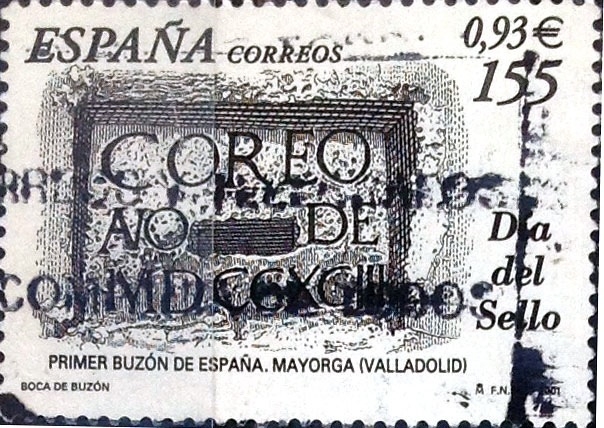 ESPAÑA CORREOS 0,93€
155
COREO
AÑO DE
MDCCXCIII
Día
del
Sello
PRIMER BUZÓN DE ESPAÑA. MAYORGA (VALLADOLID)
BOCA DE BUZÓN